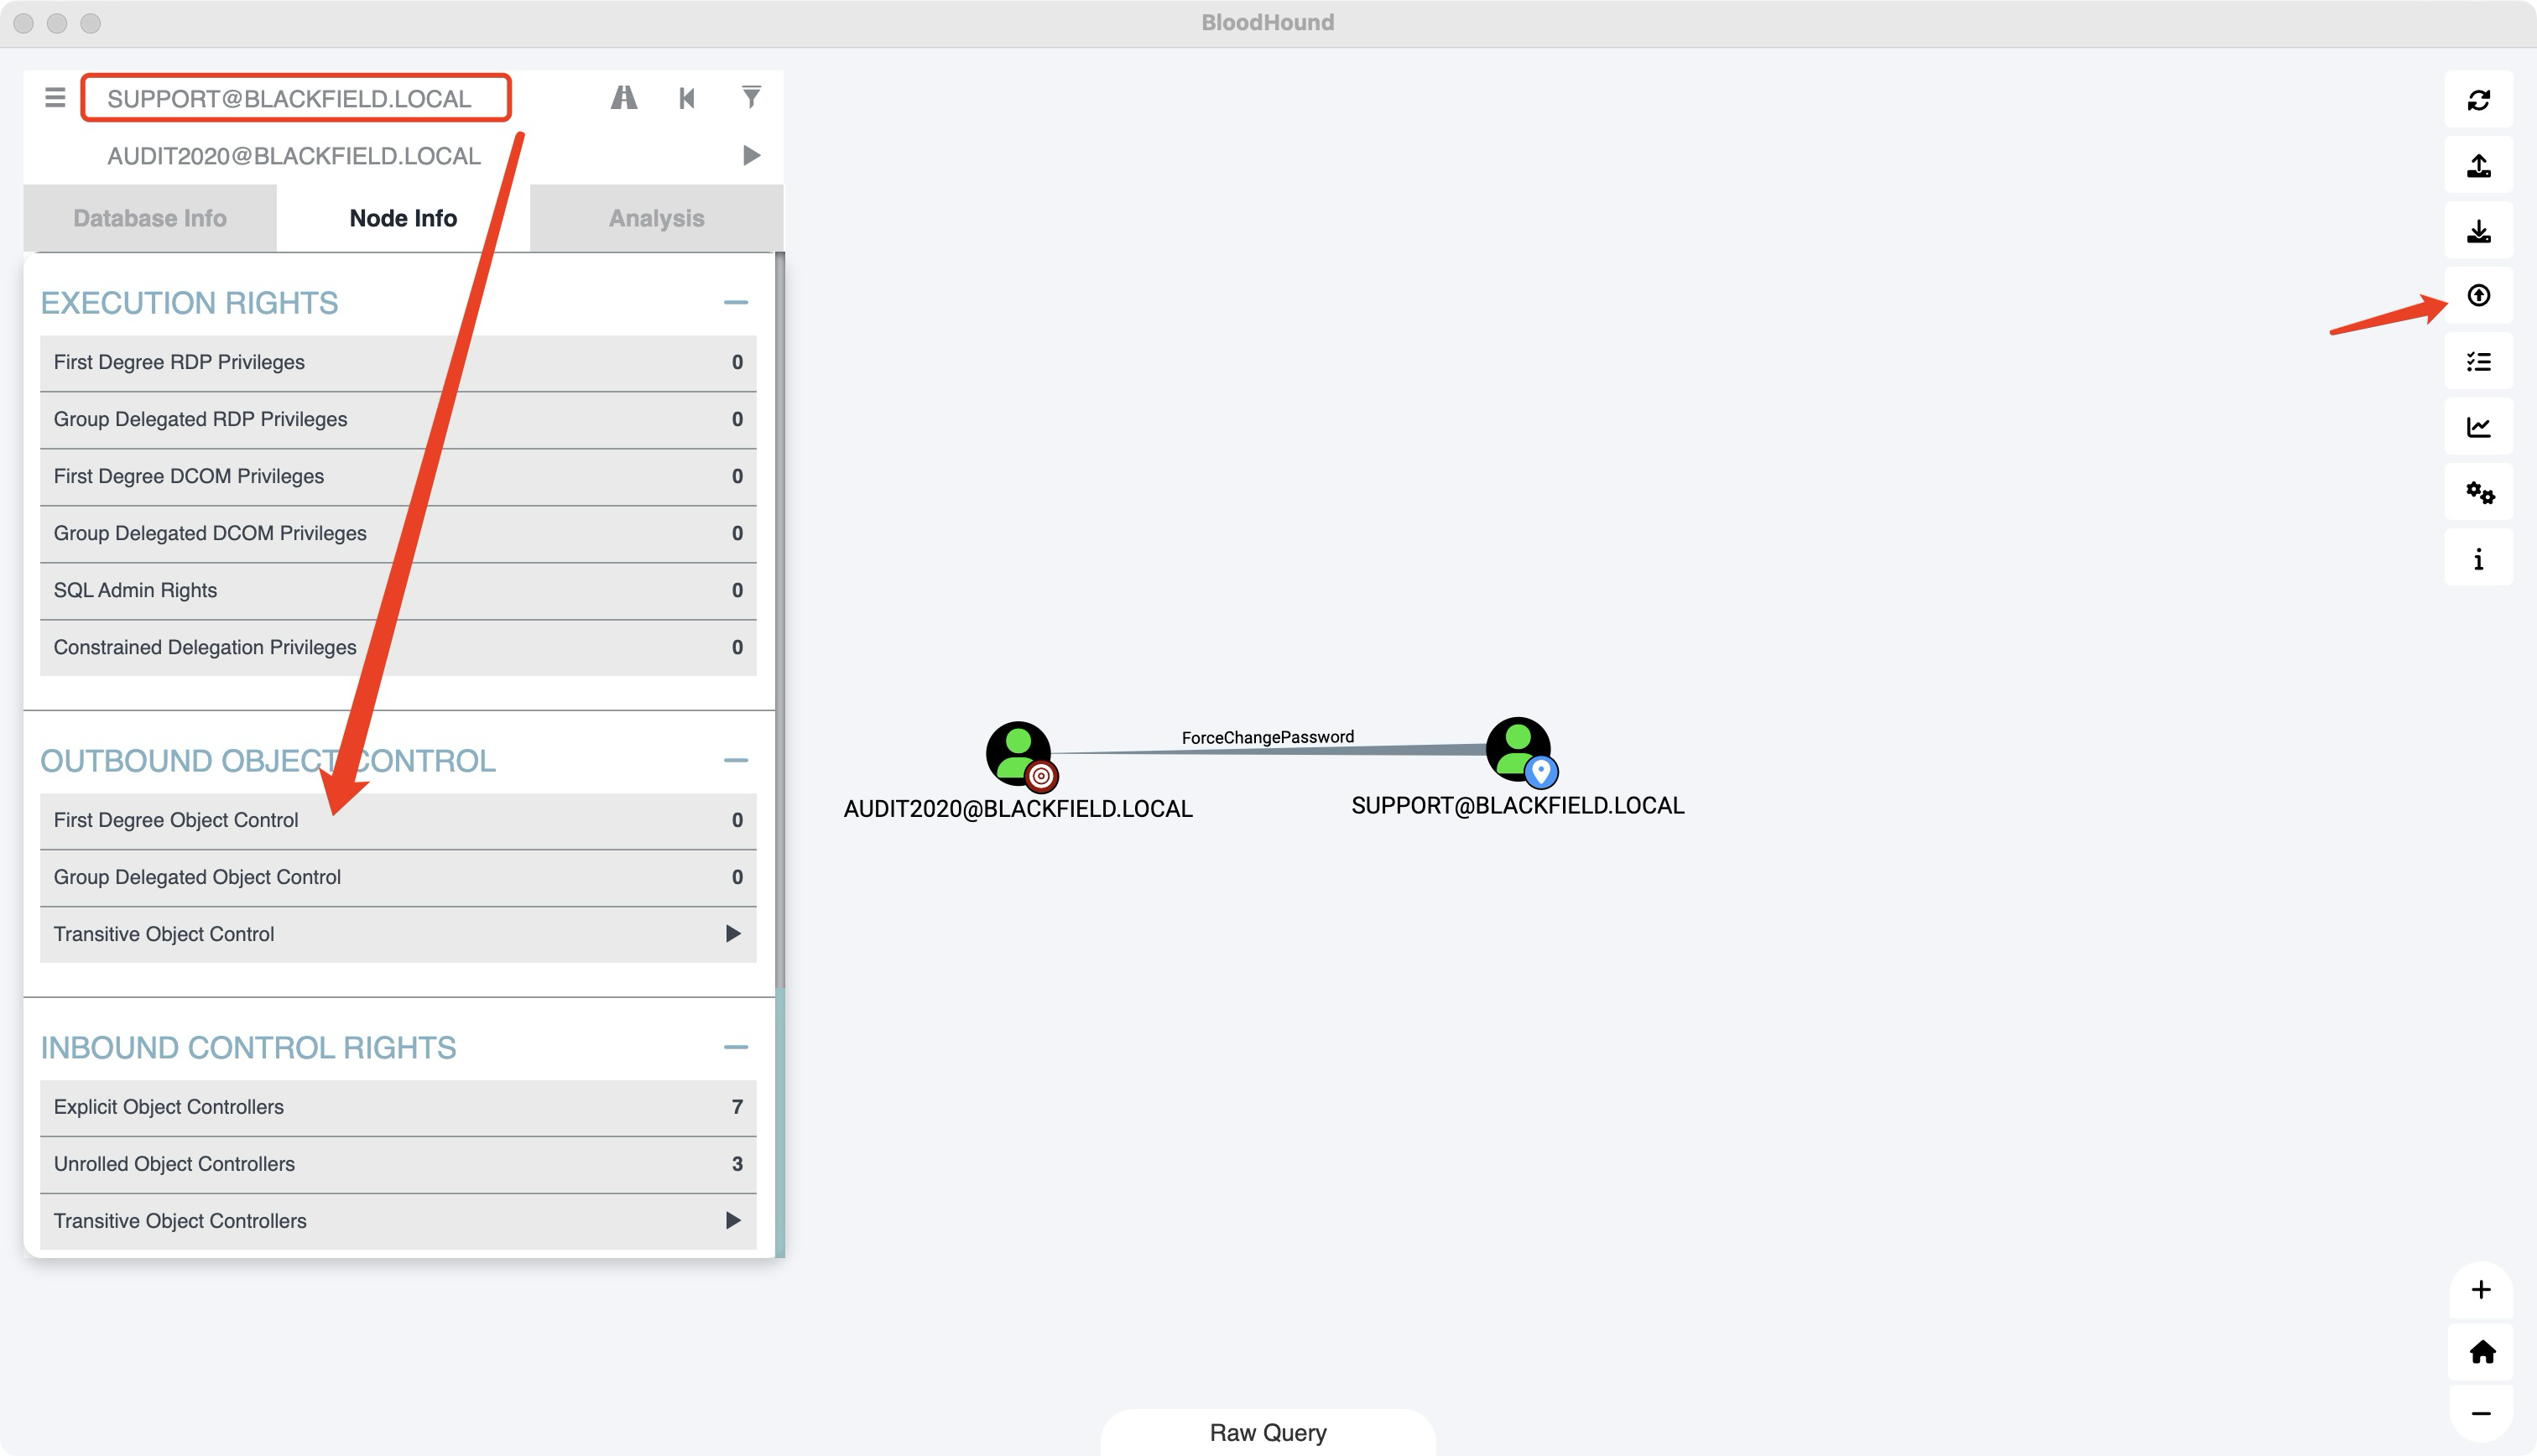 BloodHound
SUPPORT@BLACKFIELD.LOCAL
AUDIT2020@BLACKFIELD.LOCAL
Database Info Node Info Analysis
EXECUTION RIGHTS
First Degree RDP Privileges 0
Group Delegated RDP Privileges 0
First Degree DCOM Privileges 0
Group Delegated DCOM Privileges 0
SQL Admin Rights 0
Constrained Delegation Privileges 0
OUTBOUND OBJECT CONTROL
First Degree Object Control 0
Group Delegated Object Control 0
Transitive Object Control
INBOUND CONTROL RIGHTS
Explicit Object Controllers 7
Unrolled Object Controllers 3
Transitive Object Controllers
ForceChangePassword
AUDIT2020@BLACKFIELD.LOCAL
SUPPORT@BLACKFIELD.LOCAL
Raw Query